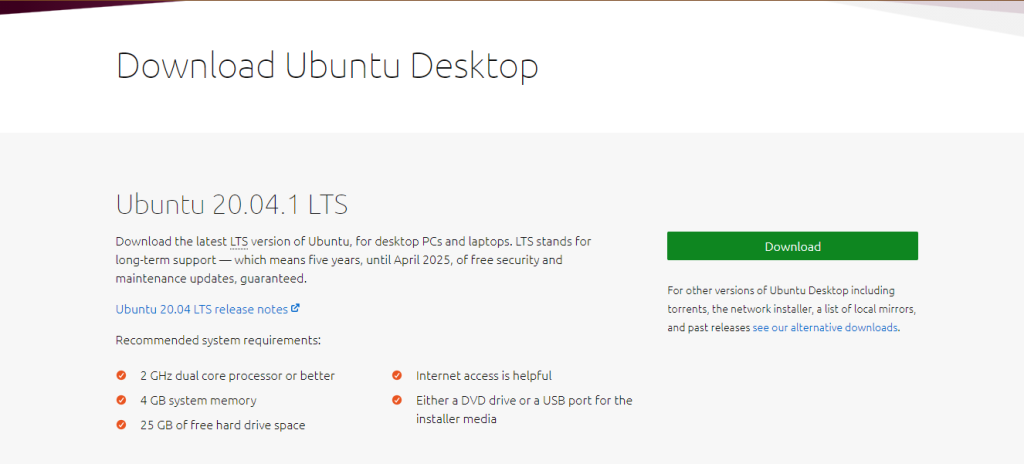 Download Ubuntu Desktop
Ubuntu 20.04.1 LTS
Download the latest LTS version of Ubuntu, for desktop PCs and laptops. LTS stands for
long-term support — which means five years, until April 2025, of free security and
maintenance updates, guaranteed.
Ubuntu 20.04 LTS release notes
Recommended system requirements:
2 GHz dual core processor or better
4 GB system memory
25 GB of free hard drive space
Internet access is helpful
Either a DVD drive or a USB port for the
installer media
Download
For other versions of Ubuntu Desktop including
torrents, the network installer, a list of local mirrors,
and past releases see our alternative downloads.